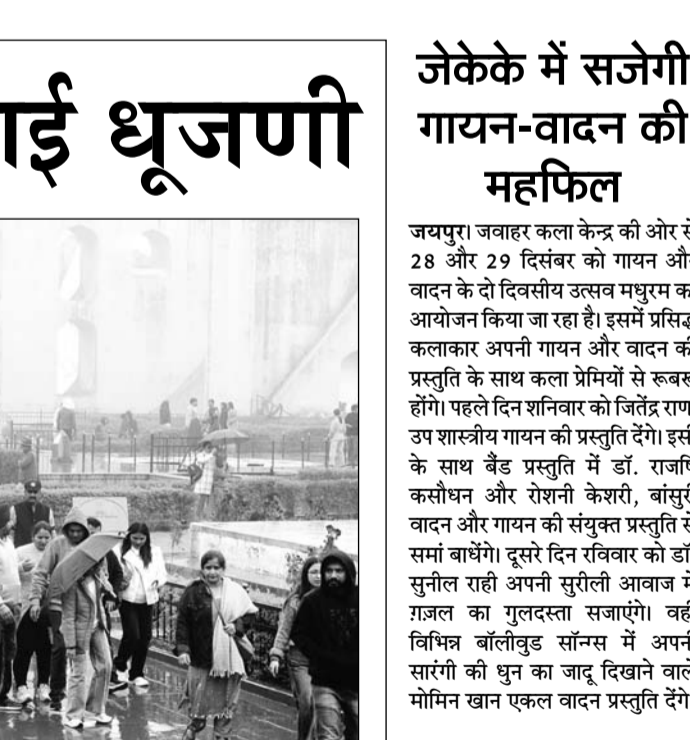 ाई धूजणी
जेकेके में सजेगी
गायन-वादन की
महफिल
जयपुर। जवाहर कला केन्द्र की ओर से
28 और 29 दिसंबर को गायन और
वादन के दो दिवसीय उत्सव मधुरम का
आयोजन किया जा रहा है। इसमें प्रसिद्ध
कलाकार अपनी गायन और वादन की
प्रस्तुति के साथ कला प्रेमियों से रूबरू
होंगे। पहले दिन शनिवार को जितेंद्र राणा
उप शास्त्रीय गायन की प्रस्तुति देंगे। इसी
के साथ बैंड प्रस्तुति में डॉ. राजर्षि
कसौधन और रोशनी केशरी, बांसुरी
वादन और गायन की संयुक्त प्रस्तुति से
समां बाधेंगे। दूसरे दिन रविवार को डॉ
सुनील राही अपनी सुरीली आवाज में
ग़ज़ल का गुलदस्ता सजाएंगे। वहीं
विभिन्न बॉलीवुड सॉन्ग्स में अपनी
सारंगी की धुन का जादू दिखाने वाले
मोमिन खान एकल वादन प्रस्तुति देंगे